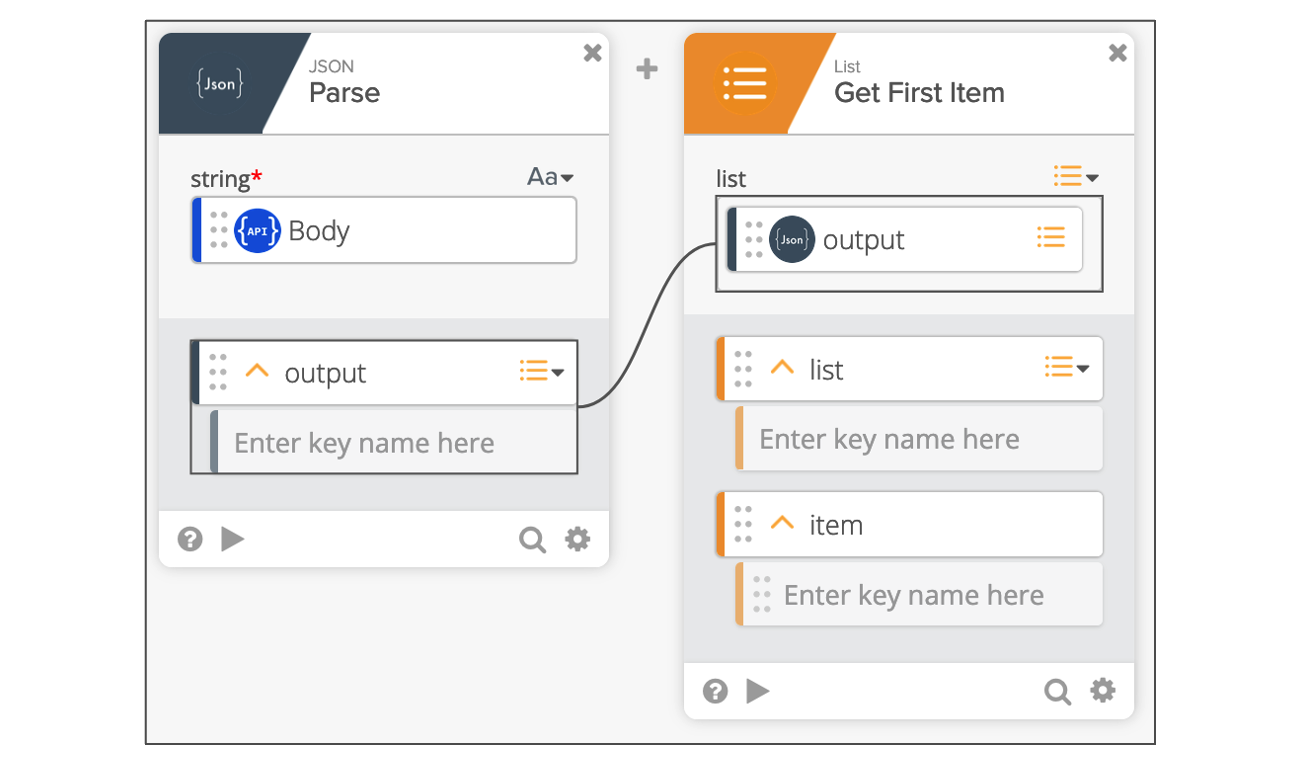 {Json}
JSON
Parse
string*
Aa
{API}
Body
output
Enter key name here
List
Get First Item
list
{Json}
output
list
Enter key name here
item
Enter key name here